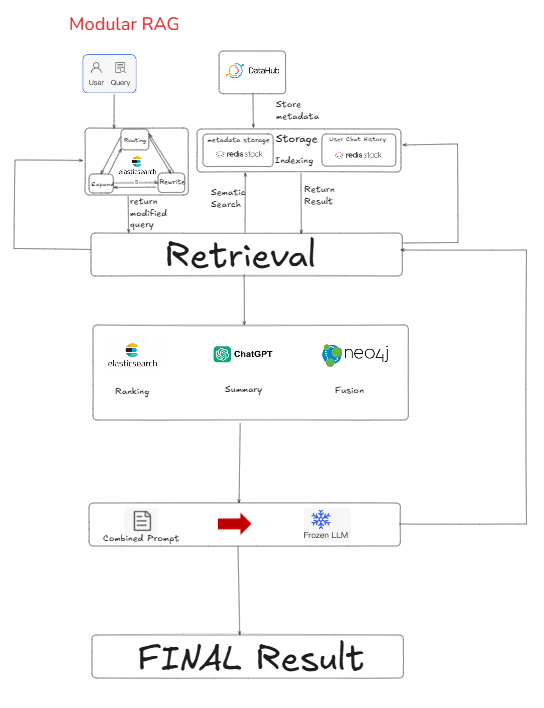 Modular RAG
User Query
DataHub
Store
metadata
Routing
elasticsearch
Expand
Rewrite
metadata storage
redis stack
Storage
Indexing
User Chat History
redis stack
return
modified
query
Sematic
Search
Return
Result
Retrieval
elasticsearch
ChatGPT
neo4j
Ranking
Summary
Fusion
Combined Prompt
Frozen LLM
FINAL Result